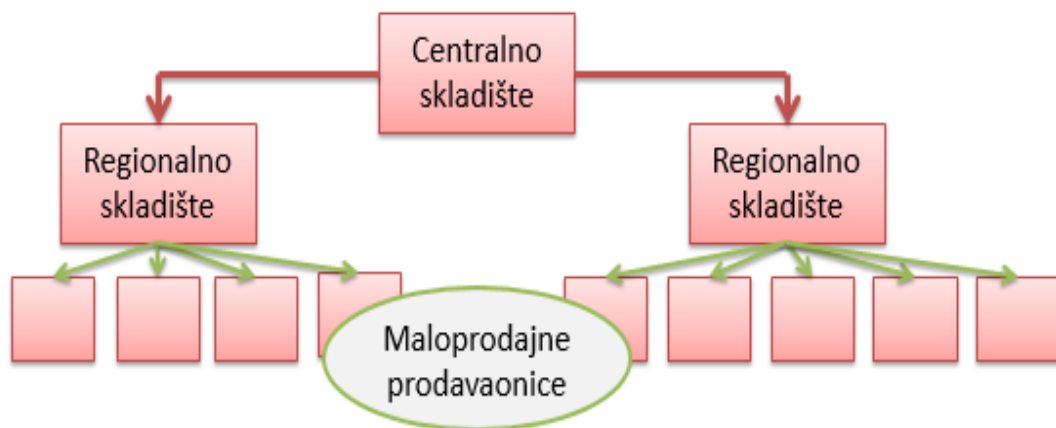 Centralno
skladište
Regionalno
skladište
Regionalno
skladište
Maloprodajne
prodavaonice